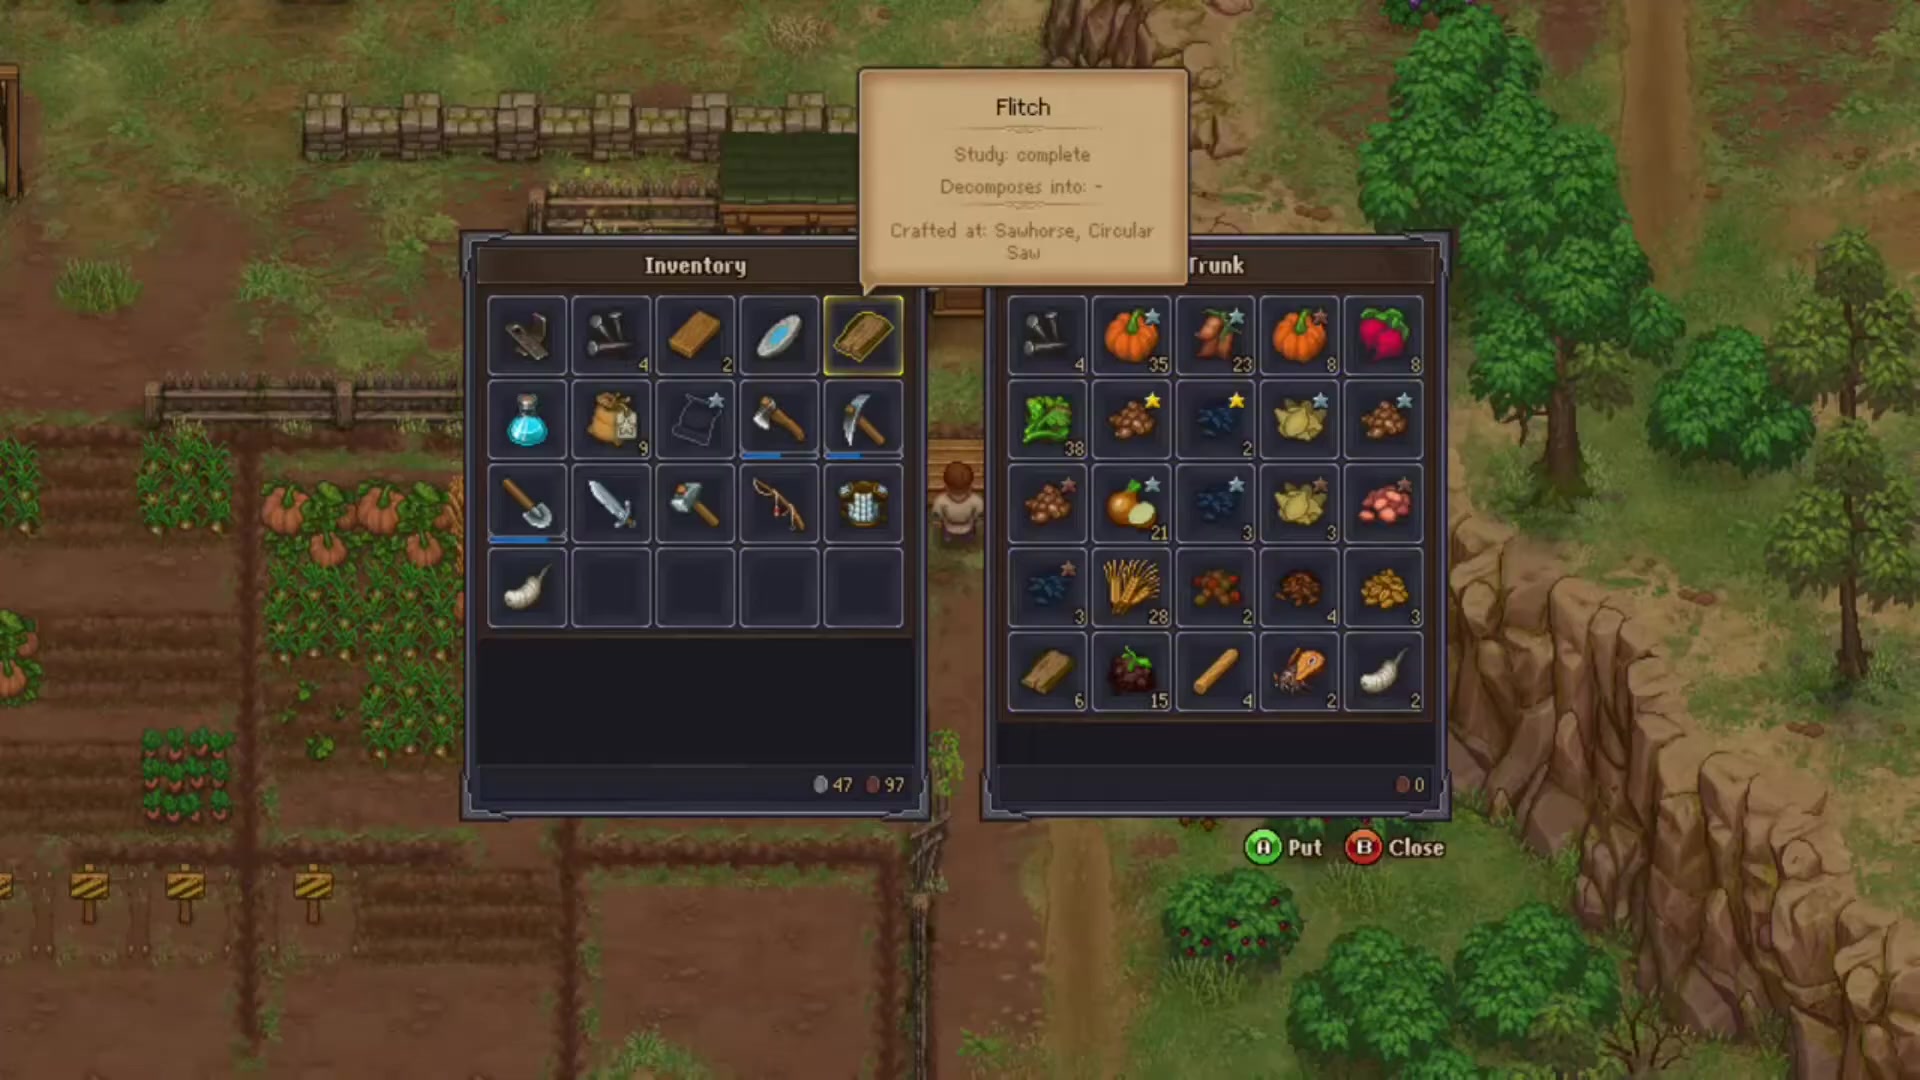 Flitch
Study: complete
Decomposes into: -
Crafted at: Sawhorse, Circular
Saw
Inventory
Trunk
4
2
4
35
23
8
8
9
38
2
21
3
3
3
28
2
4
3
6
15
4
2
2
47
97
0
A Put
B Close